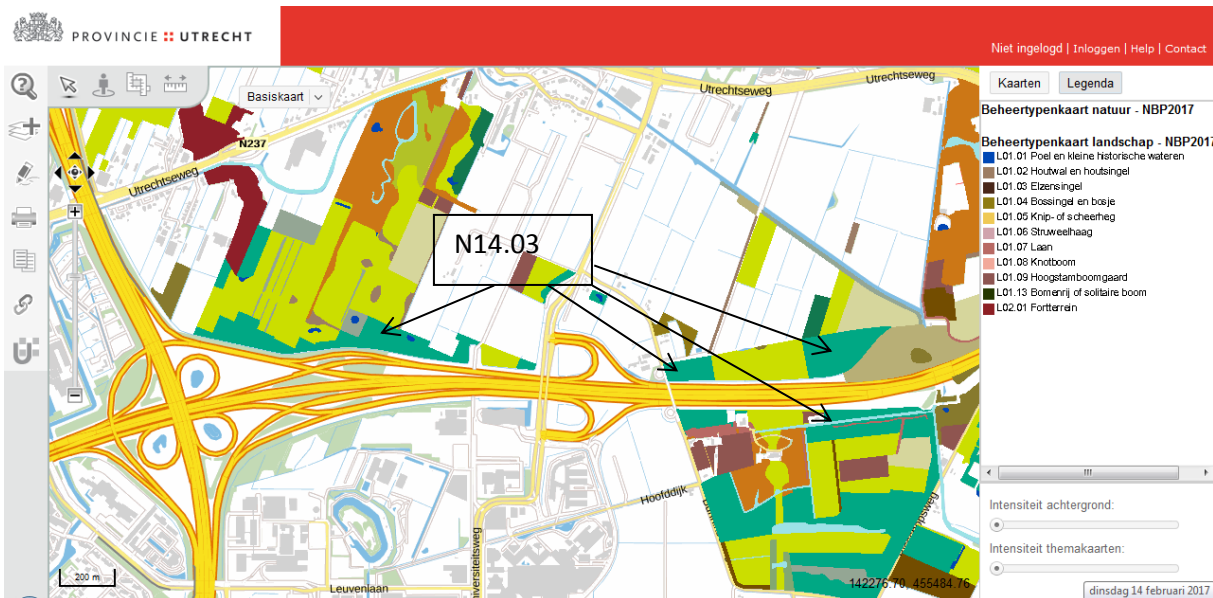 PROVINCIE UTRECHT
Niet ingelogd | Inloggen | Help | Contact
Basiskaart
Kaarten
Legenda
Beheertypenkaart natuur - NBP2017
Beheertypenkaart landschap - NBP2017
L01.01 Poel en kleine historische wateren
L01.02 Houtwal en houtsingel
L01.03 Elzensingel
L01.04 Bossingel en bosje
L01.05 Knip- of scheerheg
L01.06 Struweelhaag
L01.07 Laan
L01.08 Knotboom
L01.09 Hoogstamboomgaard
L01.13 Bomenrij of solitaire boom
L02.01 Fortterrein
Utrechtseweg
Utrechtseweg
N237
Utrechtseweg
N14.03
Hoofddijk
Universiteitsweg
Leuvenlaan
200 m
142276.70, 455484.76
Intensiteit achtergrond:
Intensiteit themakaarten:
dinsdag 14 februari 2017